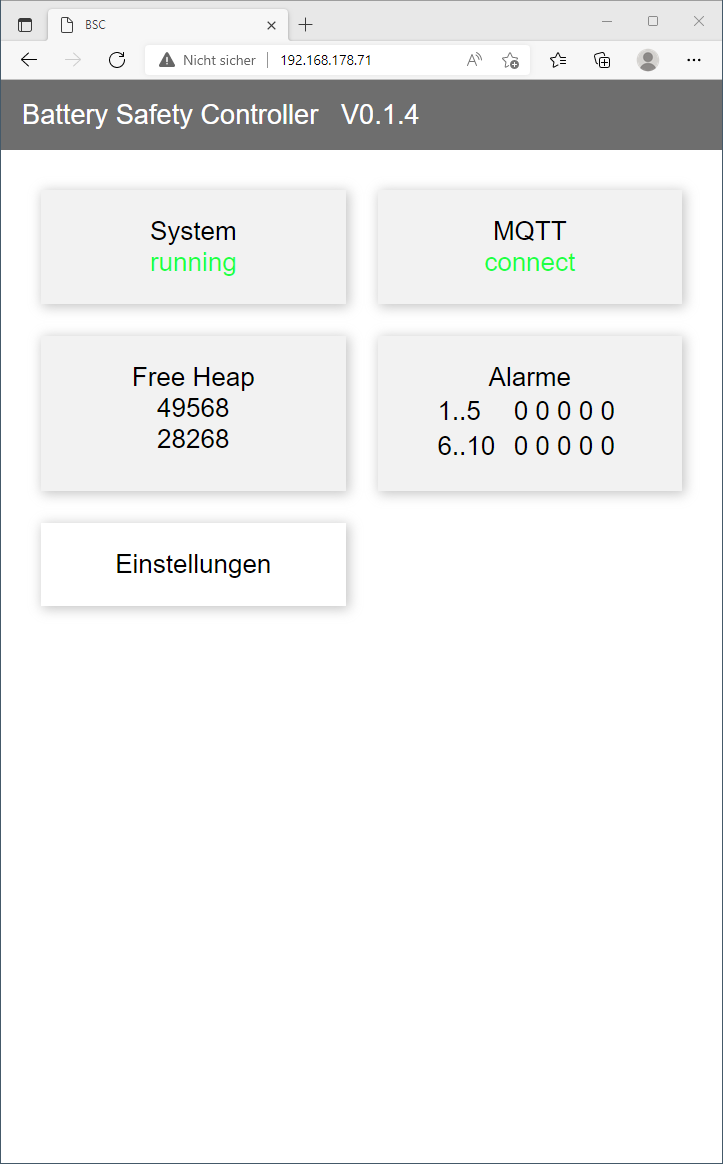 BSC
Nicht sicher 192.168.178.71
Battery Safety Controller V0.1.4
System
running
MQTT
connect
Free Heap
49568
28268
Alarme
1..5 0 0 0 0 0
6..10 0 0 0 0 0
Einstellungen